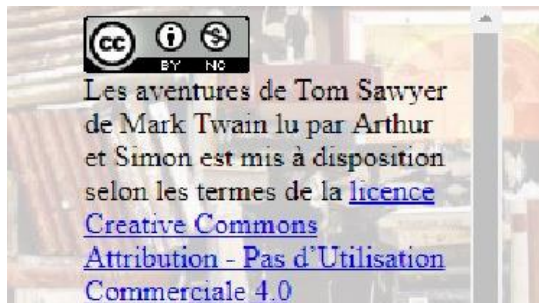 cc
BY NC
Les aventures de Tom Sawyer
de Mark Twain lu par Arthur
et Simon est mis à disposition
selon les termes de la licence
Creative Commons
Attribution - Pas d’Utilisation
Commerciale 4.0